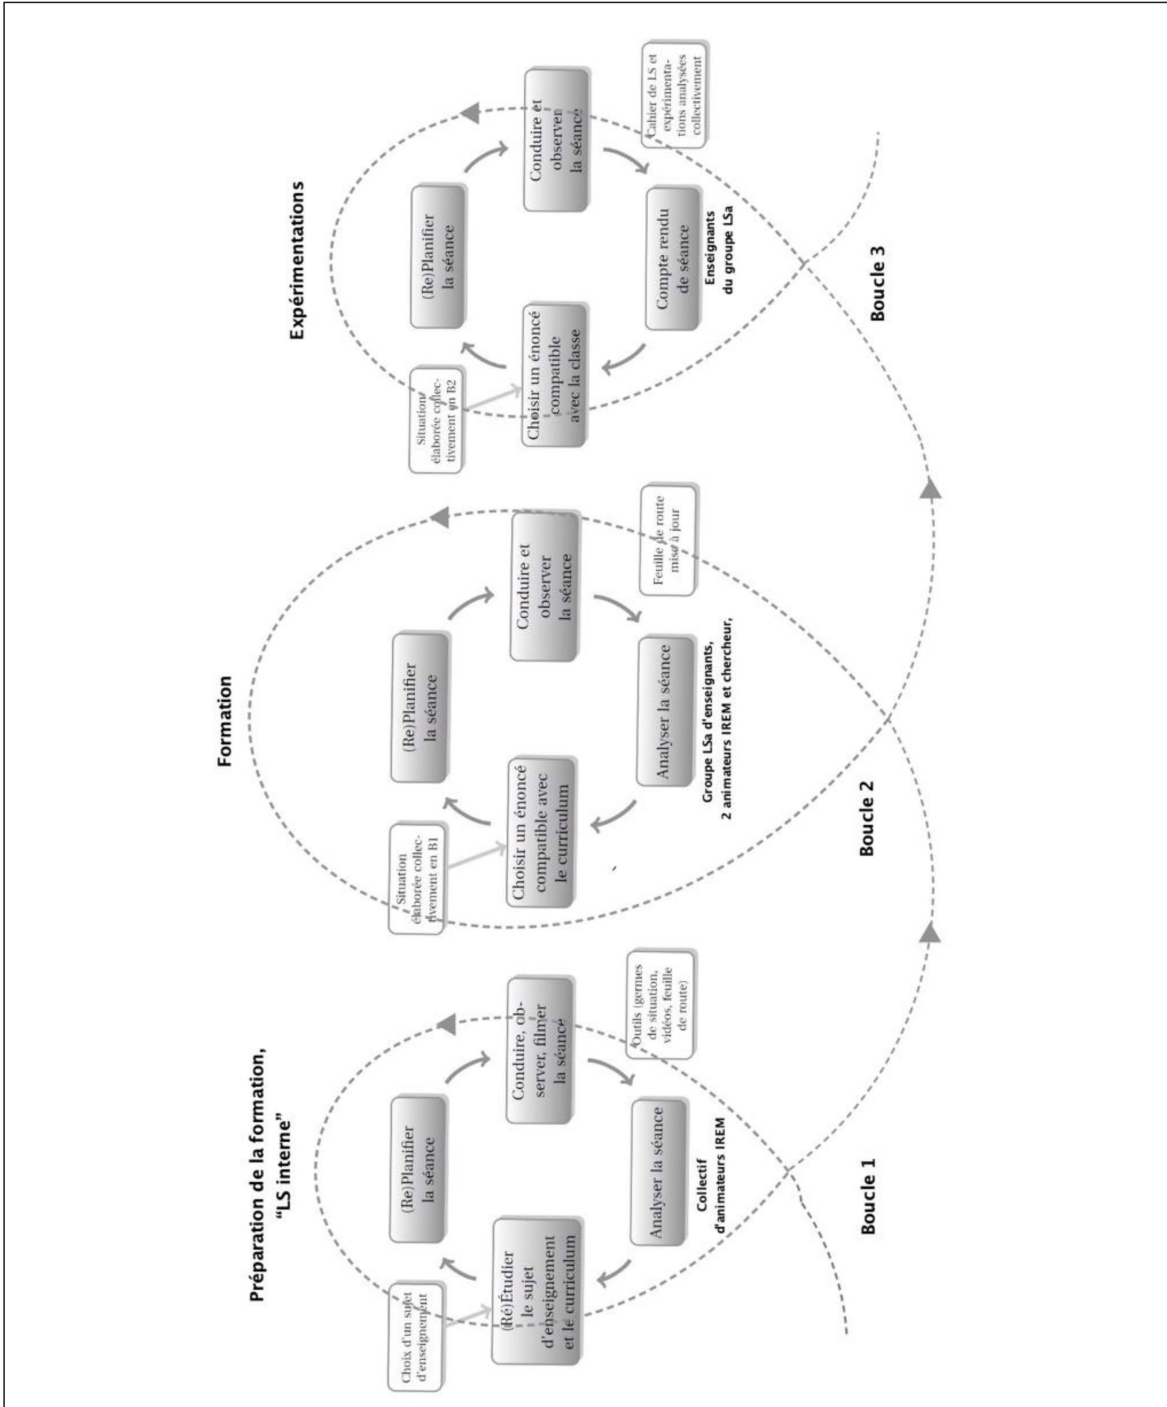 Préparation de la formation,
“LS interne”
Choix d'un sujet
d'enseignement
(Re)Planifier
la séance
(Ré)Étudier
le sujet
d'enseignement
et le curriculum
Conduire, ob-
server, filmer
la séance
Analyser la séance
Outils (germes
de situation,
vidéos, feuille
de route)
Collectif
d'animateurs IREM
Boucle 1
Formation
Situation
élaborée collec-
tivement en B1
(Re)Planifier
la séance
Choisir un énoncé
compatible avec
le curriculum
Conduire et
observer
la séance
Analyser la séance
Feuille de route
mise à jour
Groupe LSa d'enseignants,
2 animateurs IREM et chercheur,
Boucle 2
Expérimentations
Situation
élaborée collec-
tivement en B2
(Re)Planifier
la séance
Choisir un énoncé
compatible
avec la classe
Conduire et
observer
la séance
Compte rendu
de séance
Cahier de LS et
expérimenta-
tions analysées
collectivement
Enseignants
du groupe LSa
Boucle 3